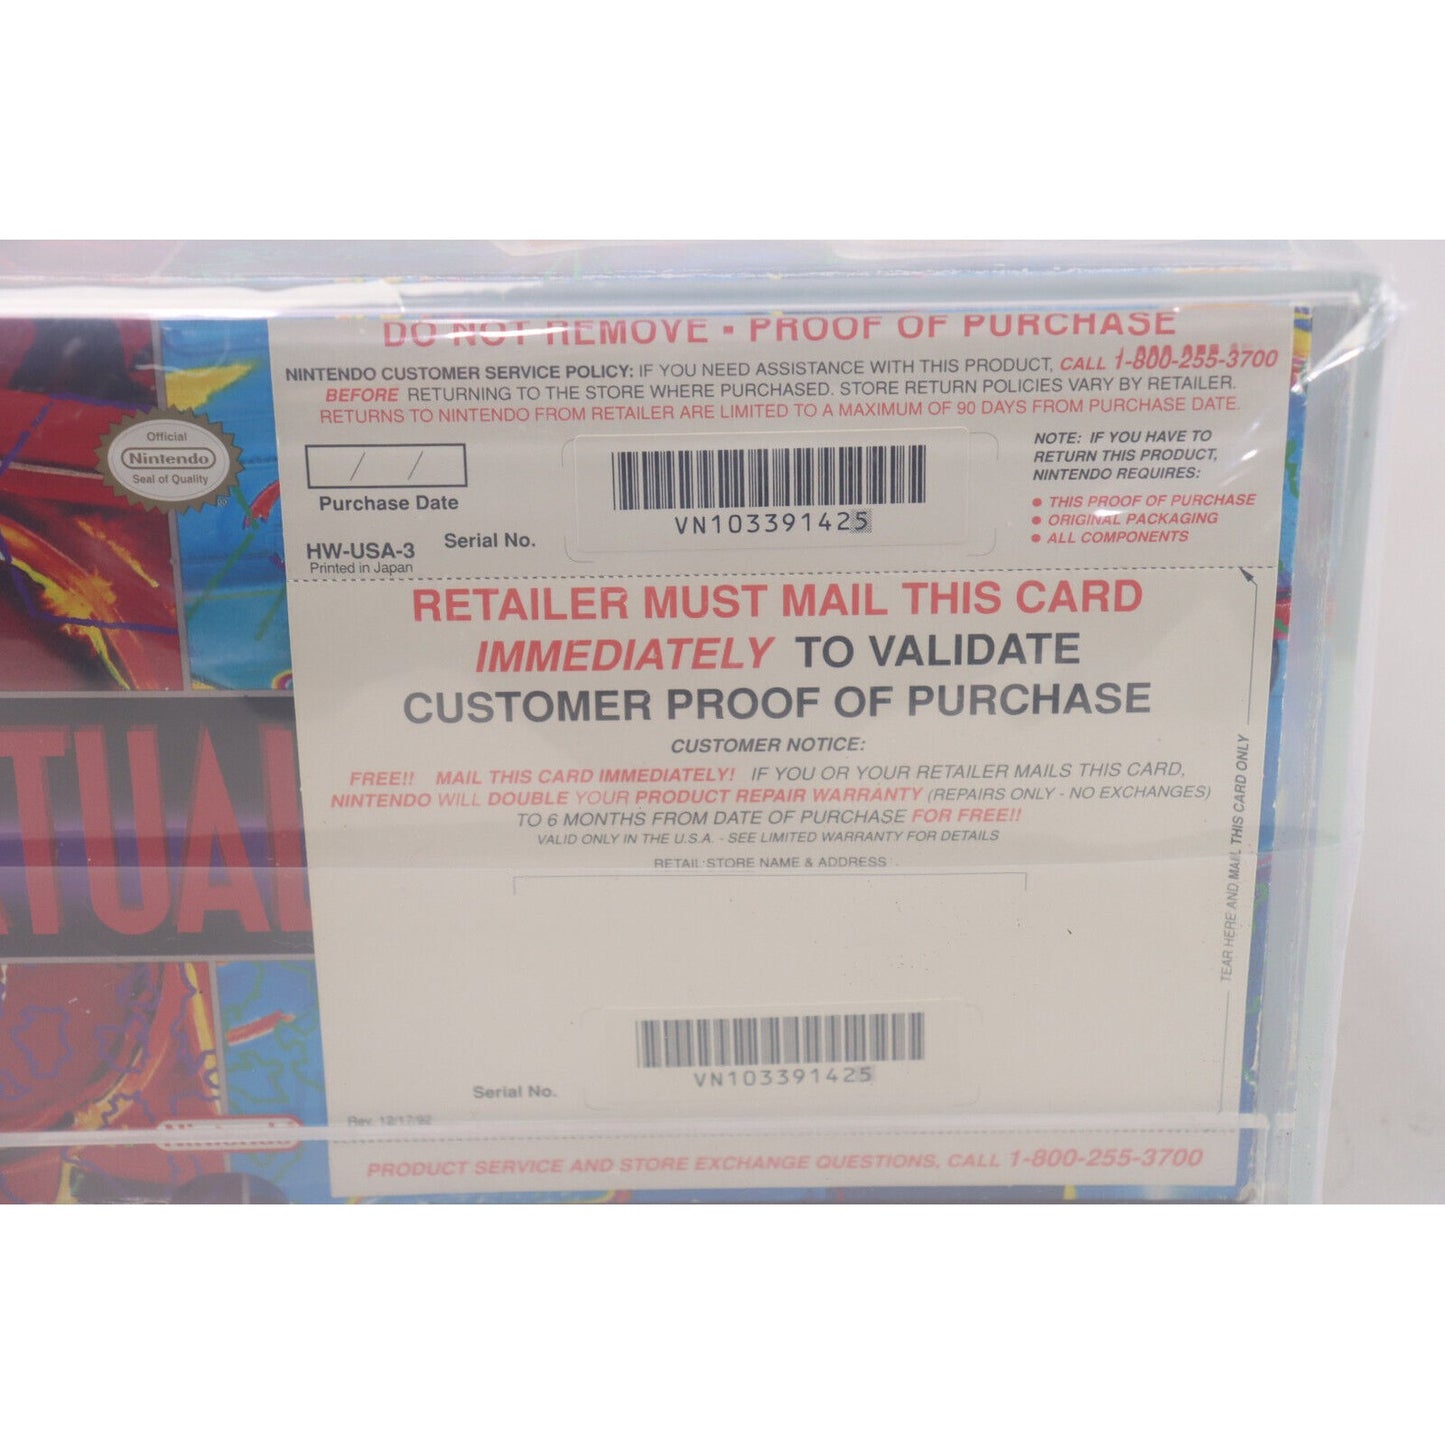 DO NOT REMOVE ▪ PROOF OF PURCHASE
NINTENDO CUSTOMER SERVICE POLICY: IF YOU NEED ASSISTANCE WITH THIS PRODUCT, CALL 1-800-255-3700
BEFORE RETURNING TO THE STORE WHERE PURCHASED. STORE RETURN POLICIES VARY BY RETAILER.
RETURNS TO NINTENDO FROM RETAILER ARE LIMITED TO A MAXIMUM OF 90 DAYS FROM PURCHASE DATE.
Official
Nintendo
Seal of Quality
/ /
Purchase Date
HW-USA-3
Printed in Japan
Serial No.
VN103391425
NOTE: IF YOU HAVE TO
RETURN THIS PRODUCT,
NINTENDO REQUIRES:
● THIS PROOF OF PURCHASE
● ORIGINAL PACKAGING
● ALL COMPONENTS
RETAILER MUST MAIL THIS CARD
IMMEDIATELY TO VALIDATE
CUSTOMER PROOF OF PURCHASE
CUSTOMER NOTICE:
FREE!! MAIL THIS CARD IMMEDIATELY! IF YOU OR YOUR RETAILER MAILS THIS CARD,
NINTENDO WILL DOUBLE YOUR PRODUCT REPAIR WARRANTY (REPAIRS ONLY - NO EXCHANGES)
TO 6 MONTHS FROM DATE OF PURCHASE FOR FREE!!
VALID ONLY IN THE U.S.A. - SEE LIMITED WARRANTY FOR DETAILS
RETAIL STORE NAME & ADDRESS
TEAR HERE AND MAIL THIS CARD ONLY
TUAL
VN103391425
Serial No.
Rev. 12/17/92
Nintendo
PRODUCT SERVICE AND STORE EXCHANGE QUESTIONS, CALL 1-800-255-3700